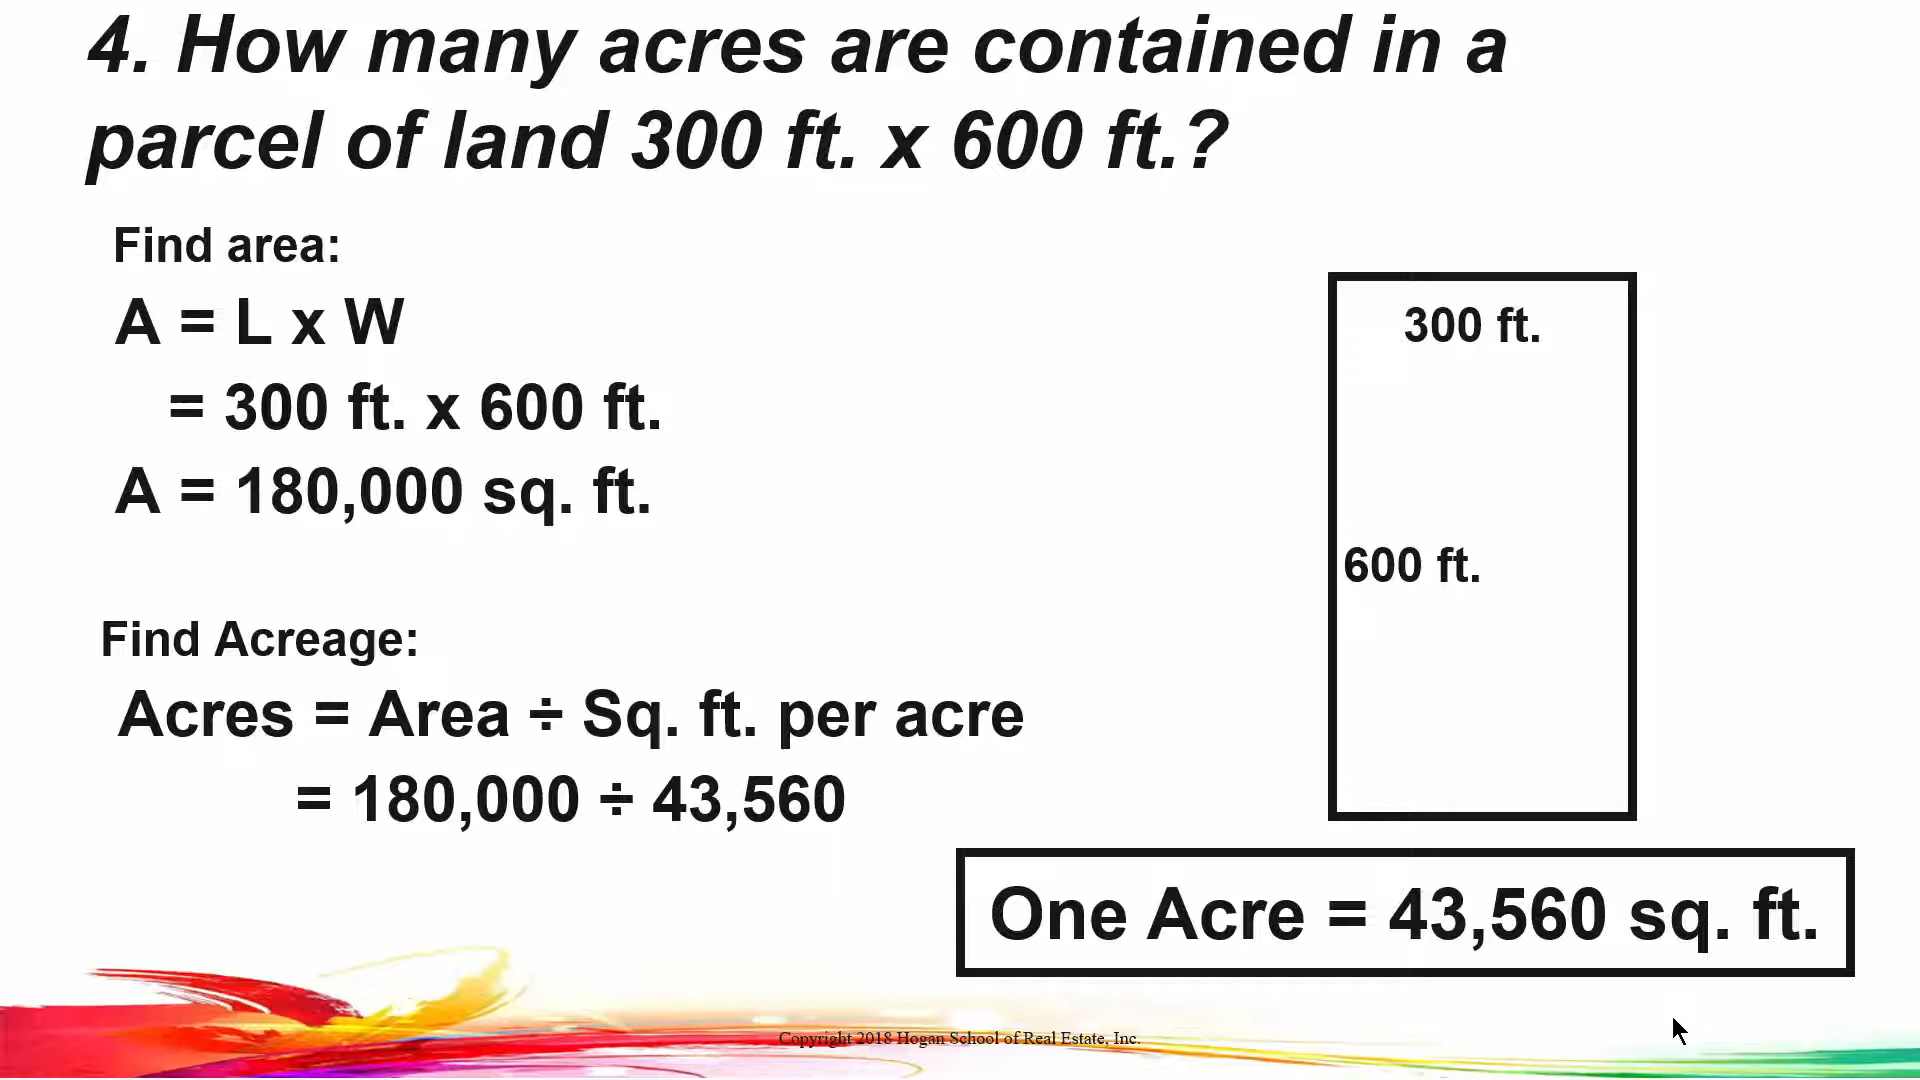 4. How many acres are contained in a
parcel of land 300 ft. x 600 ft.?
Find area:
A = L x W
= 300 ft. x 600 ft.
A = 180,000 sq. ft.
300 ft.
600 ft.
Find Acreage:
Acres = Area ÷ Sq. ft. per acre
= 180,000 ÷ 43,560
One Acre = 43,560 sq. ft.
Copyright 2018 Hogan School of Real Estate, Inc.